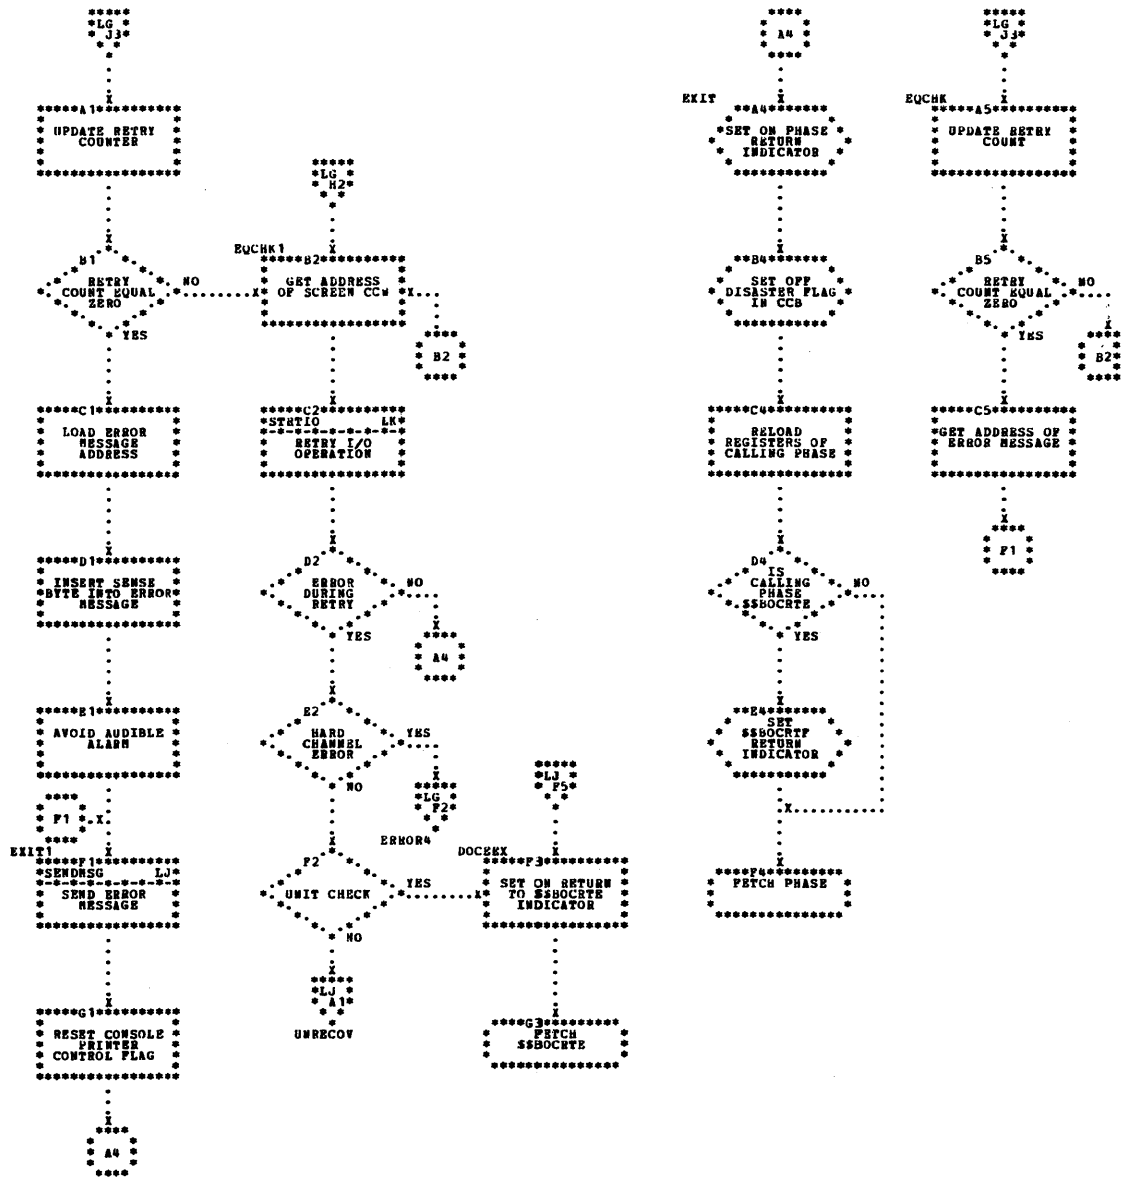 LG
J3
A1
UPDATE RETRY
COUNTER
B1
RETRY
COUNT EQUAL
ZERO
NO
YES
C1
LOAD ERROR
MESSAGE
ADDRESS
D1
INSERT SENSE
BYTE INTO ERROR
MESSAGE
E1
AVOID AUDIBLE
ALARM
F1
EXIT1
F1
SENDMSG LJ
SEND ERROR
MESSAGE
G1
RESET CONSOLE
PRINTER
CONTROL FLAG
A4
LG
H2
EQCHK1
B2
GET ADDRESS
OF SCREEN CCW
B2
C2
STRTIO LK
RETRY I/O
OPERATION
D2
ERROR
DURING
RETRY
NO
YES
A4
E2
HARD
CHANNEL
ERROR
YES
NO
LG
F2
ERROR4
F2
UNIT CHECK
YES
NO
LJ
A1
UNRECOV
LJ
F5
DOCEEX
F3
SET ON RETURN
TO $$BOCRTE
INDICATOR
G3
FETCH
$$BOCRTE
A4
EXIT
A4
SET ON PHASE
RETURN
INDICATOR
B4
SET OFF
DISASTER FLAG
IN CCB
C4
RELOAD
REGISTERS OF
CALLING PHASE
D4
IS
CALLING
PHASE
$$BOCRTE
NO
YES
E4
SET
$$BOCRTF
RETURN
INDICATOR
F4
FETCH PHASE
LG
J3
EQCHK
A5
UPDATE RETRY
COUNT
B5
RETRY
COUNT EQUAL
ZERO
NO
YES
B2
C5
GET ADDRESS OF
ERROR MESSAGE
F1